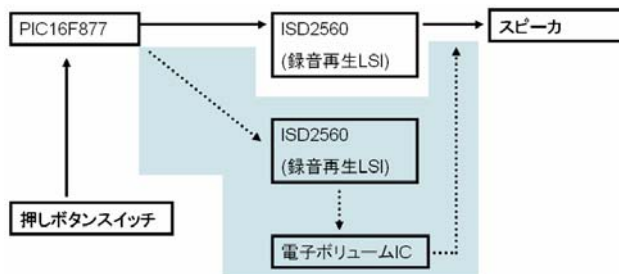 PIC16F877
ISD2560
(録音再生LSI)
スピーカ
ISD2560
(録音再生LSI)
押しボタンスイッチ
電子ボリュームIC